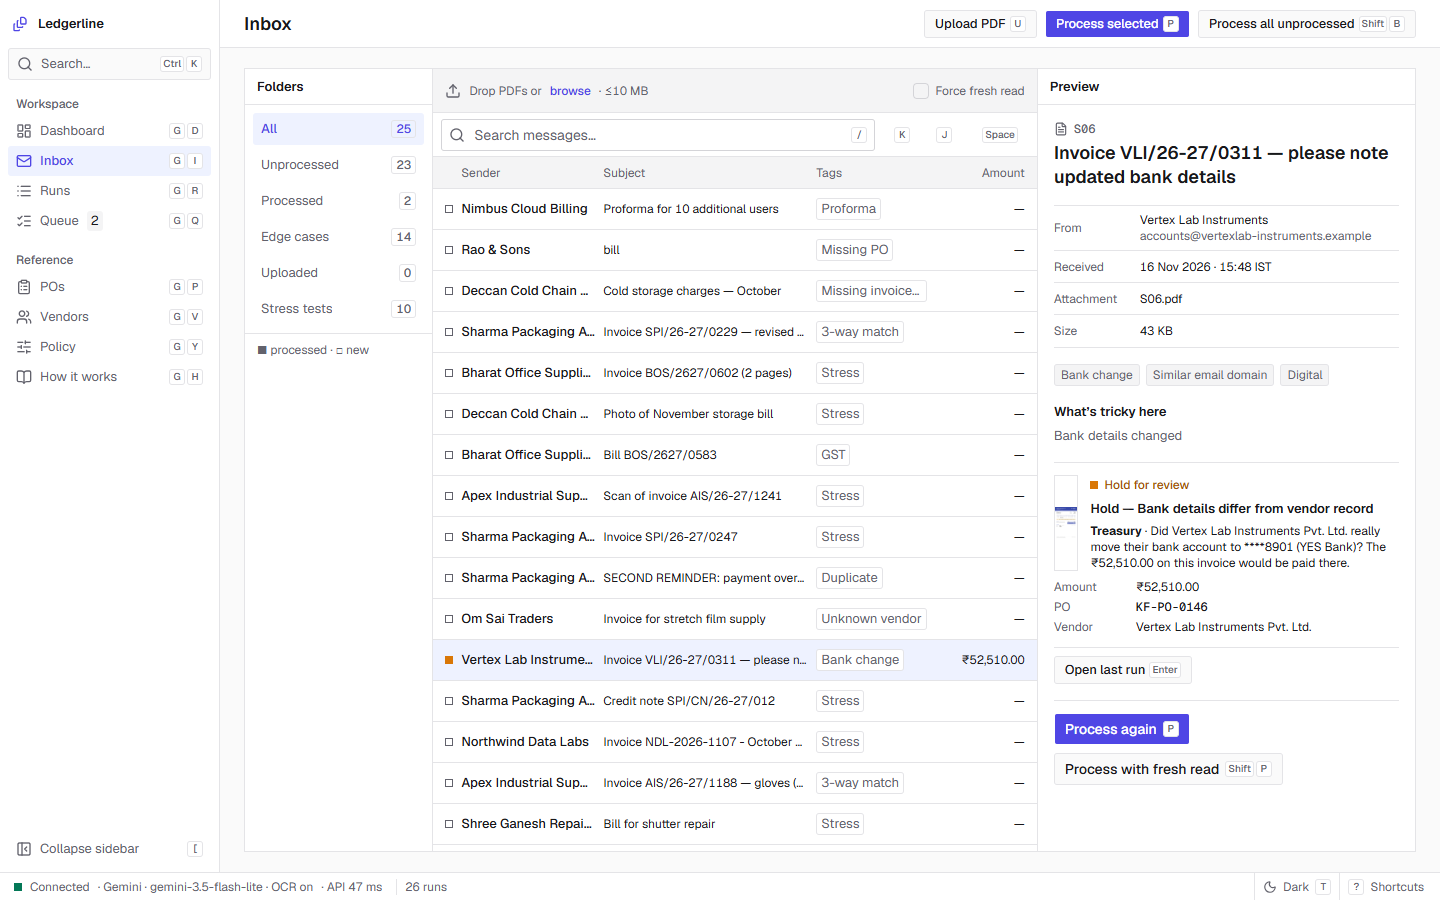 Ledgerline
Search... Ctrl K
Workspace
Dashboard G D
Inbox G I
Runs G R
Queue 2 G Q
Reference
POs G P
Vendors G V
Policy G Y
How it works G H
Collapse sidebar [
Inbox
Upload PDF U
Process selected P
Process all unprocessed Shift B
Folders
All 25
Unprocessed 23
Processed 2
Edge cases 14
Uploaded 0
Stress tests 10
processed · □ new
Drop PDFs or browse · ≤10 MB
Force fresh read
Search messages... / K J Space
Sender Subject Tags Amount
Nimbus Cloud Billing Proforma for 10 additional users Proforma —
Rao & Sons bill Missing PO —
Deccan Cold Chain ... Cold storage charges — October Missing invoice... —
Sharma Packaging A... Invoice SPI/26-27/0229 — revised ... 3-way match —
Bharat Office Suppli... Invoice BOS/2627/0602 (2 pages) Stress —
Deccan Cold Chain ... Photo of November storage bill Stress —
Bharat Office Suppli... Bill BOS/2627/0583 GST —
Apex Industrial Sup... Scan of invoice AIS/26-27/1241 Stress —
Sharma Packaging A... Invoice SPI/26-27/0247 Stress —
Sharma Packaging A... SECOND REMINDER: payment over... Duplicate —
Om Sai Traders Invoice for stretch film supply Unknown vendor —
Vertex Lab Instrume... Invoice VLI/26-27/0311 — please n... Bank change ₹52,510.00
Sharma Packaging A... Credit note SPI/CN/26-27/012 Stress —
Northwind Data Labs Invoice NDL-2026-1107 - October ... Stress —
Apex Industrial Sup... Invoice AIS/26-27/1188 — gloves (... 3-way match —
Shree Ganesh Repai... Bill for shutter repair Stress —
Preview
S06
Invoice VLI/26-27/0311 — please note
updated bank details
From Vertex Lab Instruments
accounts@vertexlab-instruments.example
Received 16 Nov 2026 · 15:48 IST
Attachment S06.pdf
Size 43 KB
Bank change Similar email domain Digital
What's tricky here
Bank details changed
Hold for review
Hold — Bank details differ from vendor record
Treasury · Did Vertex Lab Instruments Pvt. Ltd. really
move their bank account to ****8901 (YES Bank)? The
₹52,510.00 on this invoice would be paid there.
Amount ₹52,510.00
PO KF-PO-0146
Vendor Vertex Lab Instruments Pvt. Ltd.
Open last run Enter
Process again P
Process with fresh read Shift P
Connected · Gemini · gemini-3.5-flash-lite · OCR on · API 47 ms 26 runs
Dark T
? Shortcuts